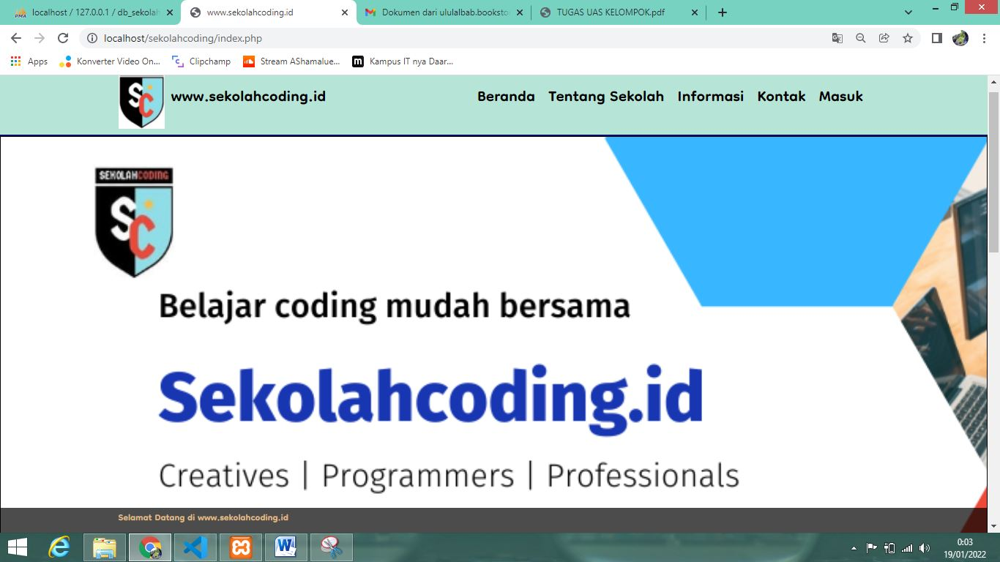 localhost / 127.0.0.1 / db_sekolah
www.sekolahcoding.id
Dokumen dari ululalbab.booksto
TUGAS UAS KELOMPOK.pdf
localhost/sekolahcoding/index.php
Apps
Konverter Video On...
Clipchamp
Stream AShamalue...
m
Kampus IT nya Daar...
SC
www.sekolahcoding.id
Beranda Tentang Sekolah Informasi Kontak Masuk
SEKOLAHCODING
SC
Belajar coding mudah bersama
Sekolahcoding.id
Creatives | Programmers | Professionals
Selamat Datang di www.sekolahcoding.id
0:03
19/01/2022